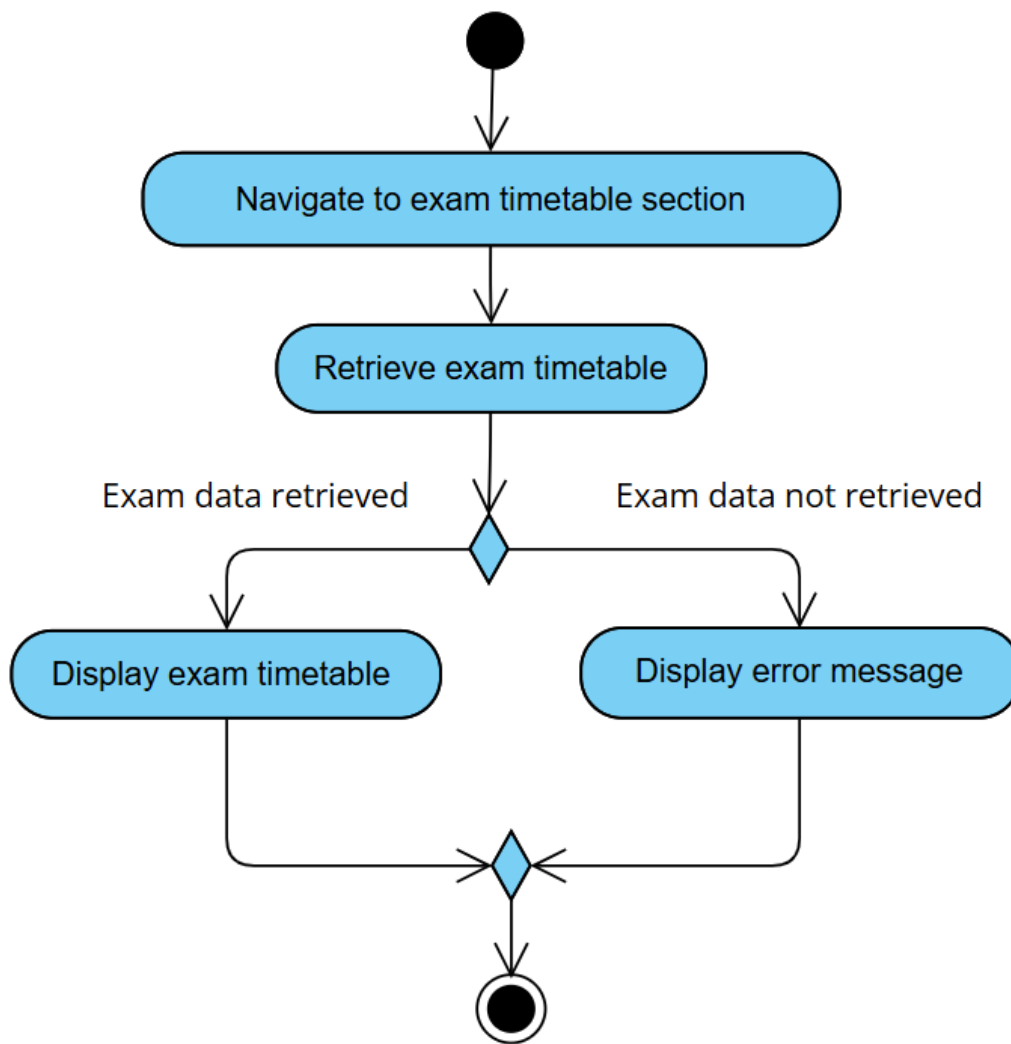 Navigate to exam timetable section
Retrieve exam timetable
Exam data retrieved
Exam data not retrieved
Display exam timetable
Display error message